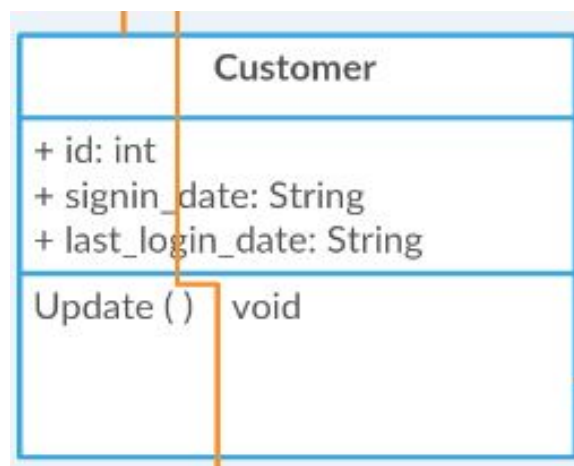 Customer
+ id: int
+ signin_date: String
+ last_login_date: String
Update ( ) void